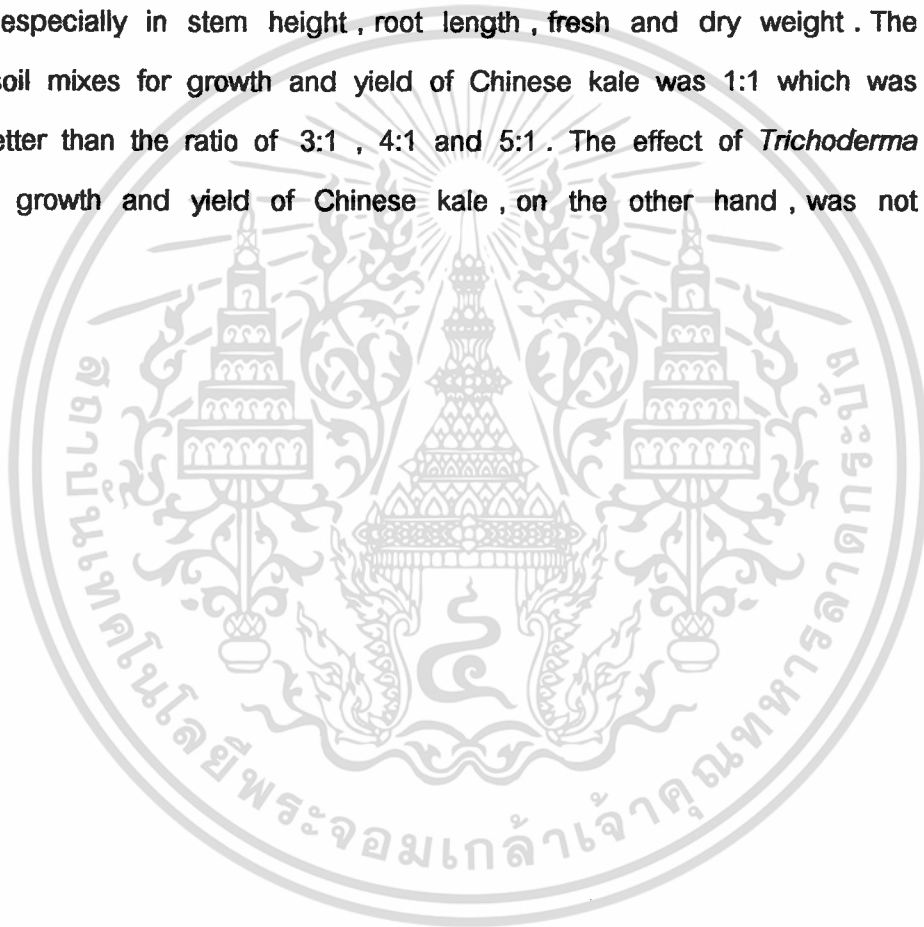 especially in stem height , root length , fresh and dry weight . The
soil mixes for growth and yield of Chinese kale was 1:1 which was
etter than the ratio of 3:1 , 4:1 and 5:1 . The effect of Trichoderma
growth and yield of Chinese kale , on the other hand , was not
สถาบันเทคโนโลยีพระจอมเกล้าเจ้าคุณทหารลาดกระบัง